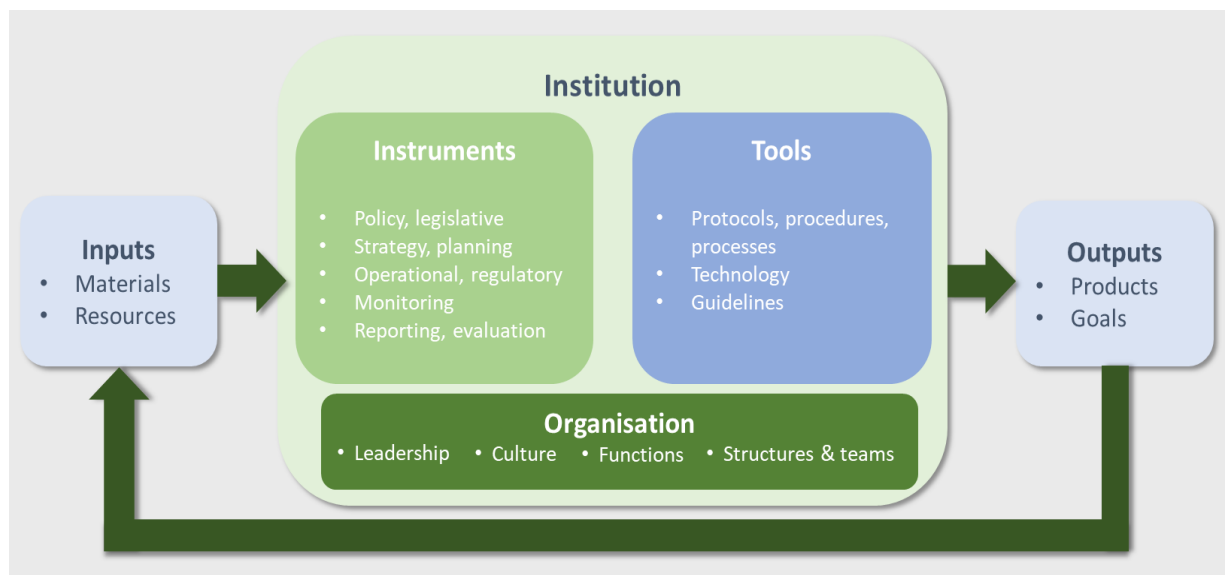 Institution
Instruments
• Policy, legislative
• Strategy, planning
• Operational, regulatory
• Monitoring
• Reporting, evaluation
Tools
• Protocols, procedures,
processes
• Technology
• Guidelines
Inputs
• Materials
• Resources
Outputs
• Products
• Goals
Organisation
• Leadership • Culture • Functions • Structures & teams